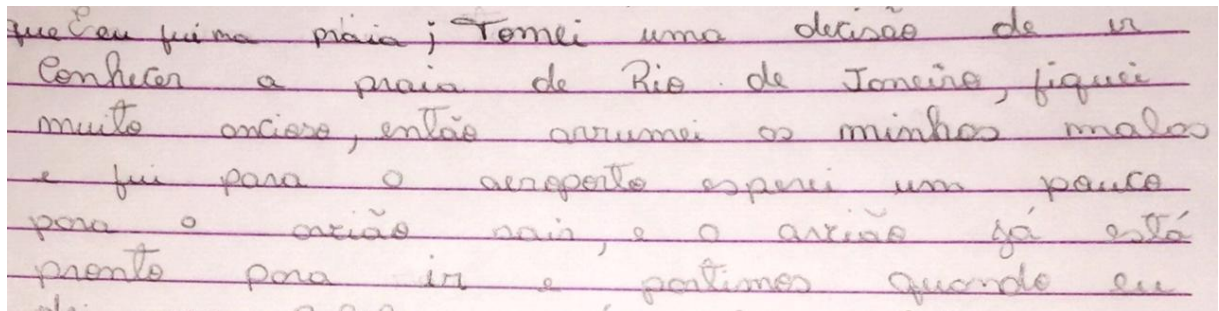 que eu fui na praia; Tomei uma decisão de ir
Conhecer a praia de Rio de Janeiro, fiquei
muito ancioso, então arrumei as minhas malas
e fui para o aeroporto esperei um pouco
para o avião sair, e o avião já está
pronto para ir e partimos quando eu